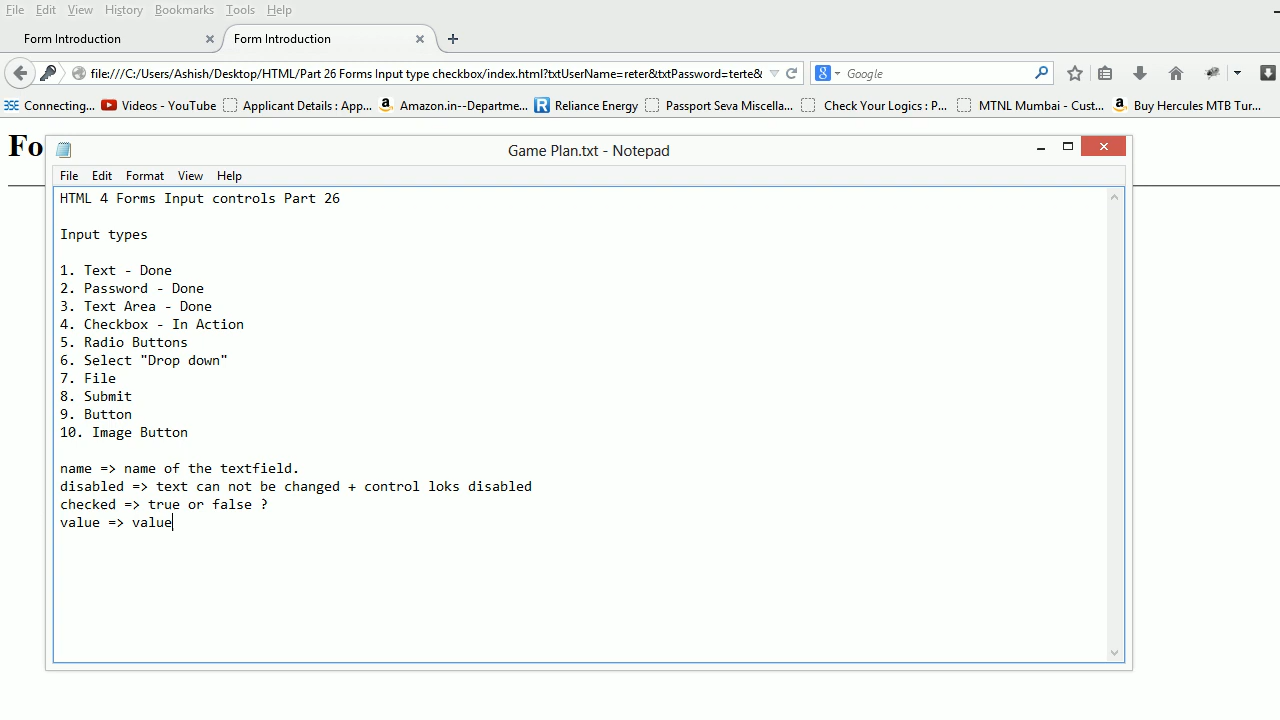 File Edit View History Bookmarks Tools Help
Form Introduction Form Introduction
file:///C:/Users/Ashish/Desktop/HTML/Part 26 Forms input type checkbox/index.html?txtUserName=reter&txtPassword=1erte& Google
Connecting... Videos - YouTube Applicant Details : App... Amazon.in--Departme... Reliance Energy Passport Seva Miscella... Check Your Logics : P... MTNL Mumbai - Cust... Buy Hercules MTB Tur...
Fo
Game Plan.txt - Notepad
File Edit Format View Help
HTML 4 Forms Input controls Part 26
Input types
1. Text - Done
2. Password - Done
3. Text Area - Done
4. Checkbox - In Action
5. Radio Buttons
6. Select "Drop down"
7. File
8. Submit
9. Button
10. Image Button
name => name of the textfield.
disabled => text can not be changed + control loks disabled
checked => true or false ?
value => value